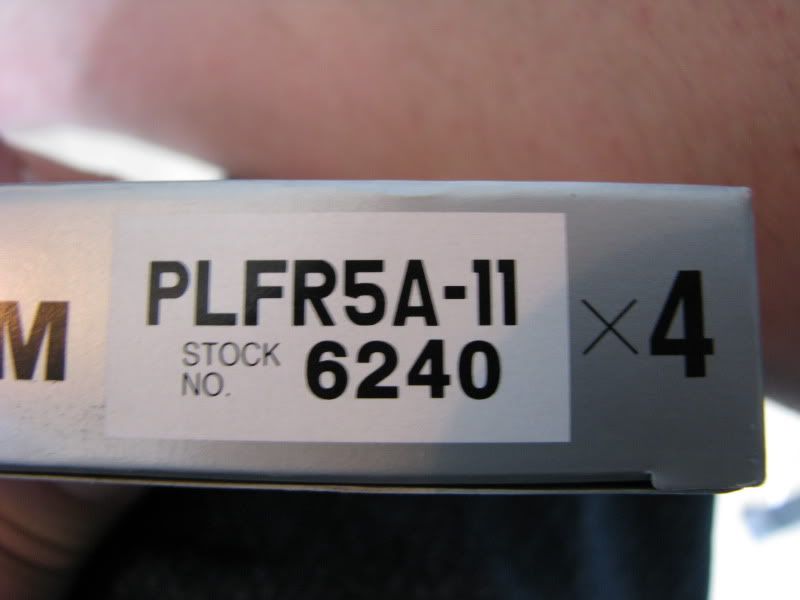 M
PLFR5A-11
STOCK NO. 6240
×4